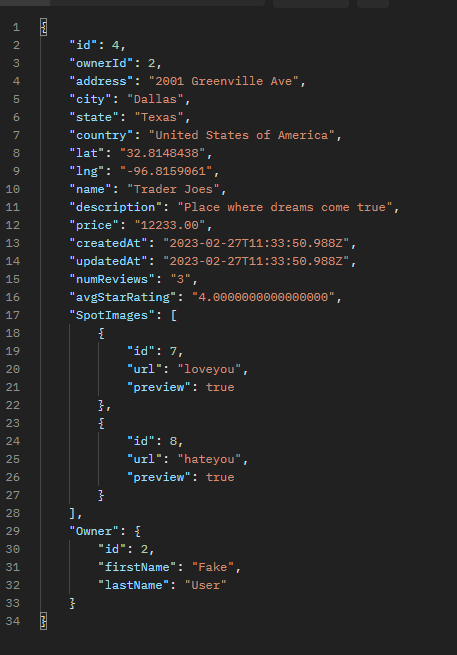 1 {
2 "id": 4,
3 "ownerId": 2,
4 "address": "2001 Greenville Ave",
5 "city": "Dallas",
6 "state": "Texas",
7 "country": "United States of America",
8 "lat": "32.8148438",
9 "lng": "-96.8159061",
10 "name": "Trader Joes",
11 "description": "Place where dreams come true",
12 "price": "12233.00",
13 "createdAt": "2023-02-27T11:33:50.988Z",
14 "updatedAt": "2023-02-27T11:33:50.988Z",
15 "numReviews": "3",
16 "avgStarRating": "4.0000000000000000",
17 "SpotImages": [
18 {
19 "id": 7,
20 "url": "loveyou",
21 "preview": true
22 },
23 {
24 "id": 8,
25 "url": "hateyou",
26 "preview": true
27 }
28 ],
29 "Owner": {
30 "id": 2,
31 "firstName": "Fake",
32 "lastName": "User"
33 }
34 }